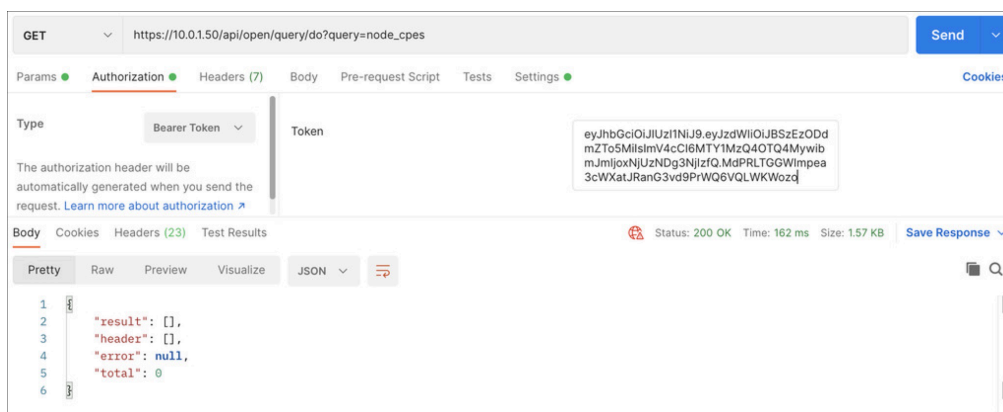 GET https://10.0.1.50/api/open/query/do?query=node_cpes Send
Params Authorization Headers (7) Body Pre-request Script Tests Settings Cookies
Type Bearer Token
Token
eyJhbGciOiJIUzI1NiJ9.eyJzdWIiOiJBSzEzODd
mZTo5MiIsImV4cCI6MTY1MzQ4OTQ4Mywib
mJmIjoxNjUzNDg3NjIzfQ.MdPRLTGGWImpea
3cWXatJRanG3vd9PrWQ6VQLWKWozq
The authorization header will be
automatically generated when you send the
request. Learn more about authorization ↗
Body Cookies Headers (23) Test Results Status: 200 OK Time: 162 ms Size: 1.57 KB Save Response
Pretty Raw Preview Visualize JSON
1 {
2 "result": [],
3 "header": [],
4 "error": null,
5 "total": 0
6 }